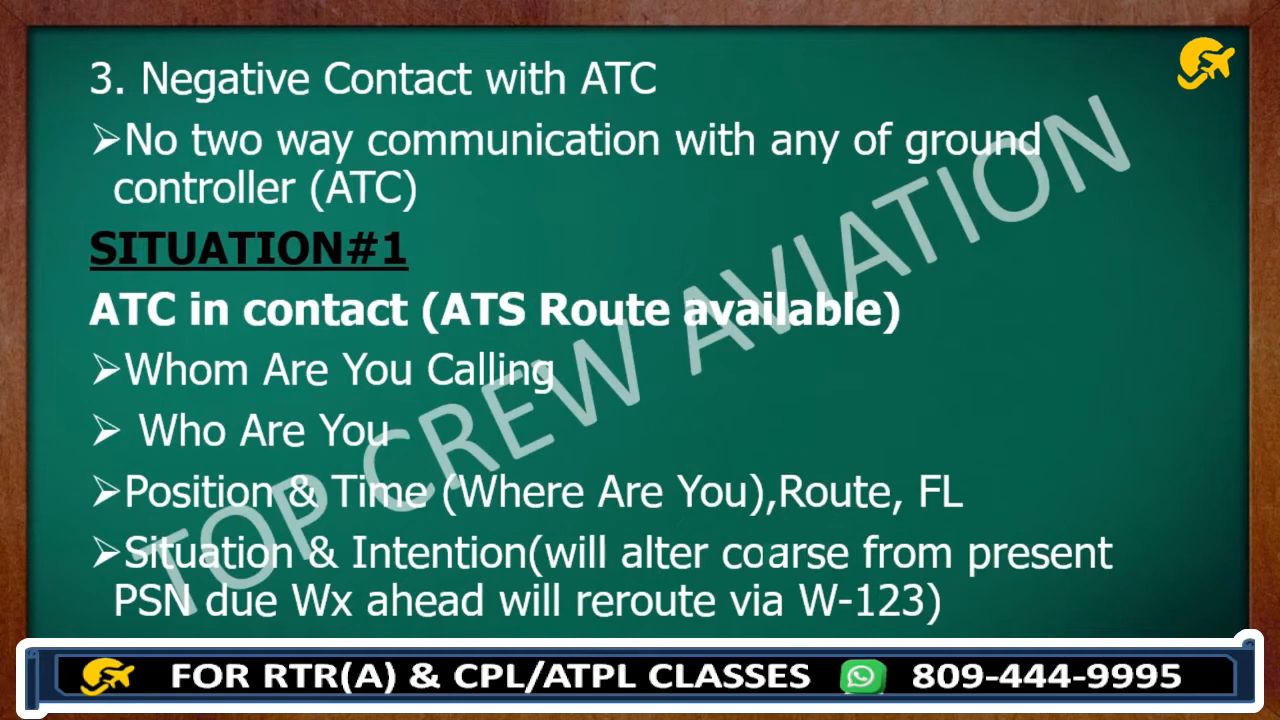 3. Negative Contact with ATC
➢No two way communication with any of ground
controller (ATC)
SITUATION#1
ATC in contact (ATS Route available)
➢Whom Are You Calling
➢ Who Are You
➢Position & Time (Where Are You),Route, FL
➢Situation & Intention(will alter coarse from present
PSN due Wx ahead will reroute via W-123)
TOP CREW AVIATION
FOR RTR(A) & CPL/ATPL CLASSES 809-444-9995